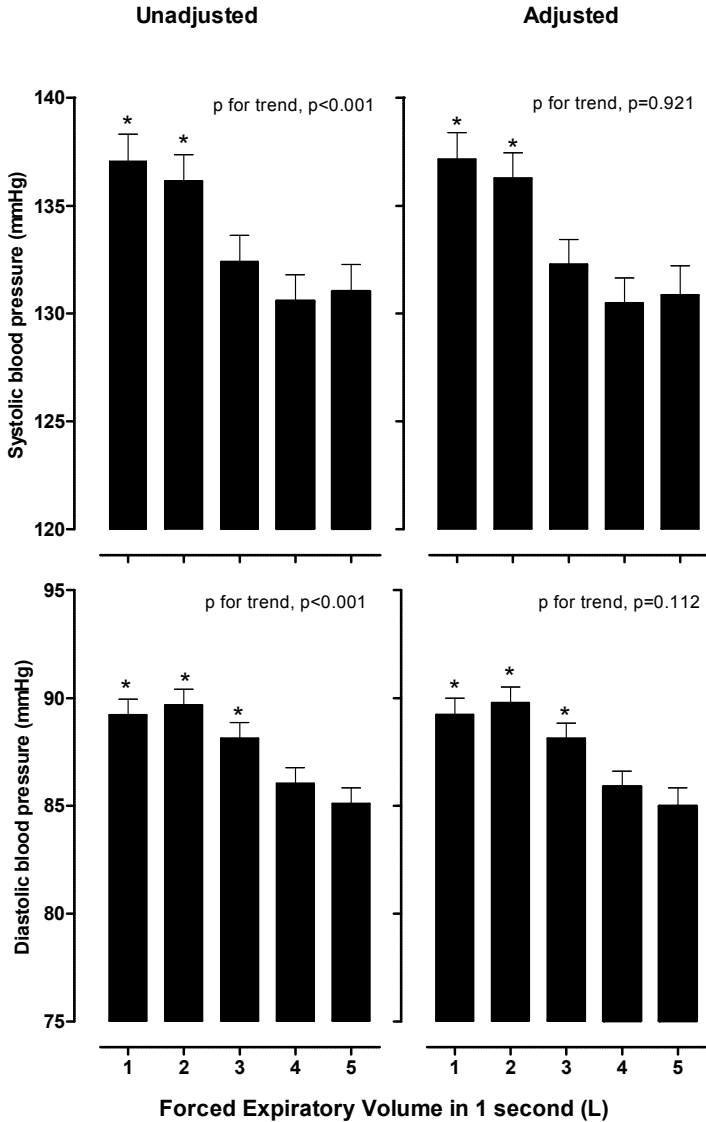 Unadjusted
Adjusted
140
135
130
125
120
Systolic blood pressure (mmHg)
p for trend, p<0.001
* *
p for trend, p=0.921
* *
95
90
85
80
75
Diastolic blood pressure (mmHg)
p for trend, p<0.001
* * *
p for trend, p=0.112
* * *
1 2 3 4 5
1 2 3 4 5
Forced Expiratory Volume in 1 second (L)